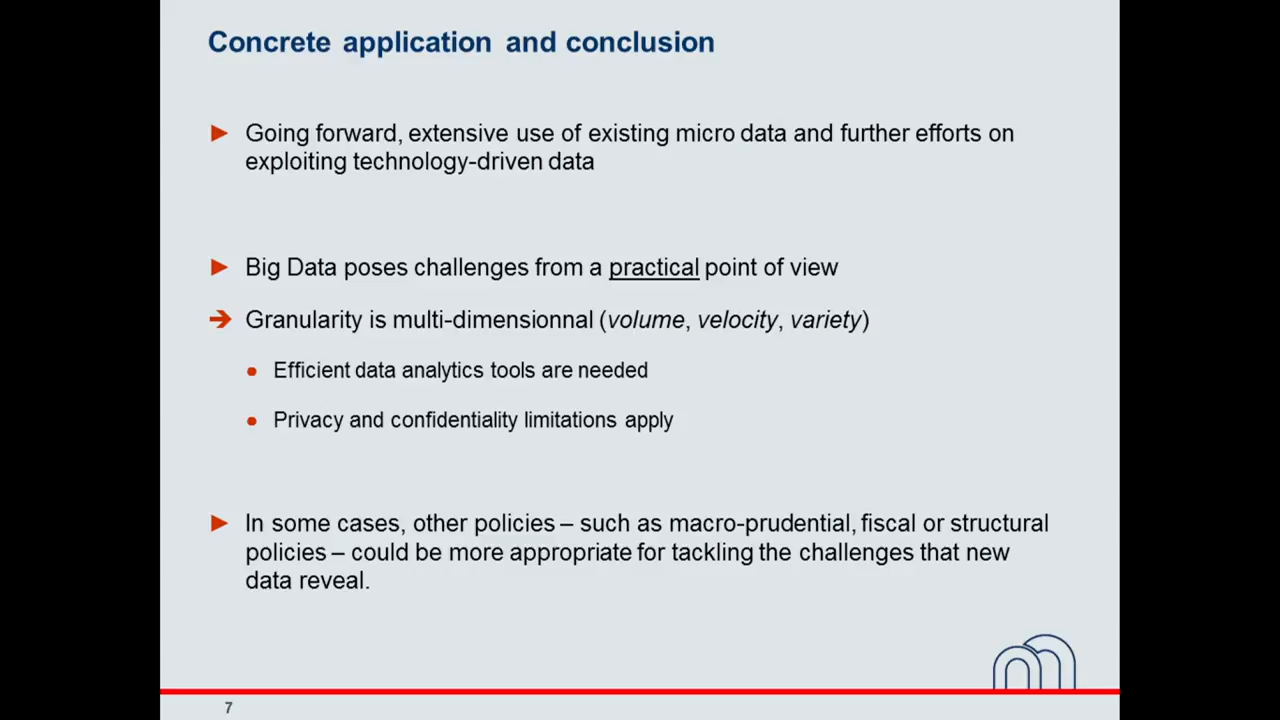 Concrete application and conclusion
Going forward, extensive use of existing micro data and further efforts on
exploiting technology-driven data
Big Data poses challenges from a practical point of view
Granularity is multi-dimensionnal (volume, velocity, variety)
Efficient data analytics tools are needed
Privacy and confidentiality limitations apply
In some cases, other policies – such as macro-prudential, fiscal or structural
policies – could be more appropriate for tackling the challenges that new
data reveal.
7